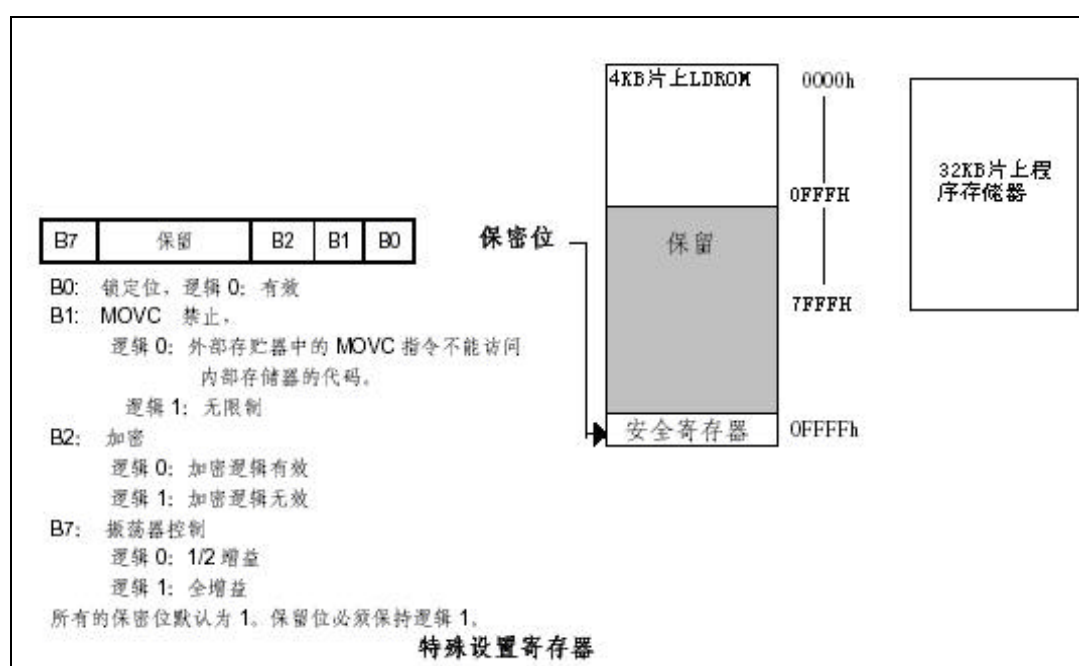 4KB片上LDROM
0000h
32KB片上程
序存储器
0FFFH
B7 保留 B2 B1 B0
保密位
保留
7FFFH
B0: 锁定位，逻辑 0: 有效
B1: MOVC 禁止，
逻辑 0: 外部存贮器中的 MOVC 指令不能访问
内部存储器的代码。
逻辑 1: 无限制
B2: 加密
逻辑 0: 加密逻辑有效
逻辑 1: 加密逻辑无效
B7: 振荡器控制
逻辑 0: 1/2 增益
逻辑 1: 全增益
安全寄存器
0FFFFh
所有的保密位默认为 1。保留位必须保持逻辑 1。
特殊设置寄存器